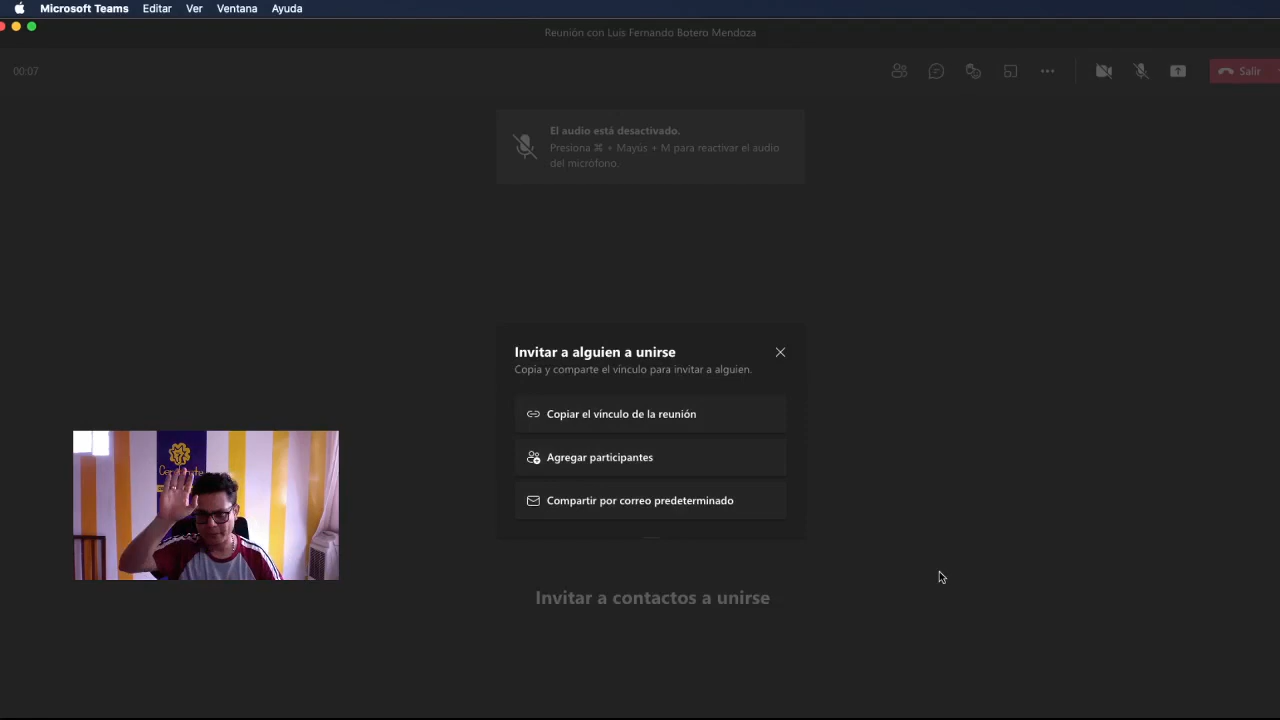 Microsoft Teams Editar Ver Ventana Ayuda
Reunión con Luis Fernando Botero Mendoza
00:07
Salir
El audio está desactivado.
Presiona ⌘ + Mayús + M para reactivar el audio
del micrófono.
Invitar a alguien a unirse
Copia y comparte el vínculo para invitar a alguien.
Copiar el vínculo de la reunión
Agregar participantes
Compartir por correo predeterminado
Invitar a contactos a unirse